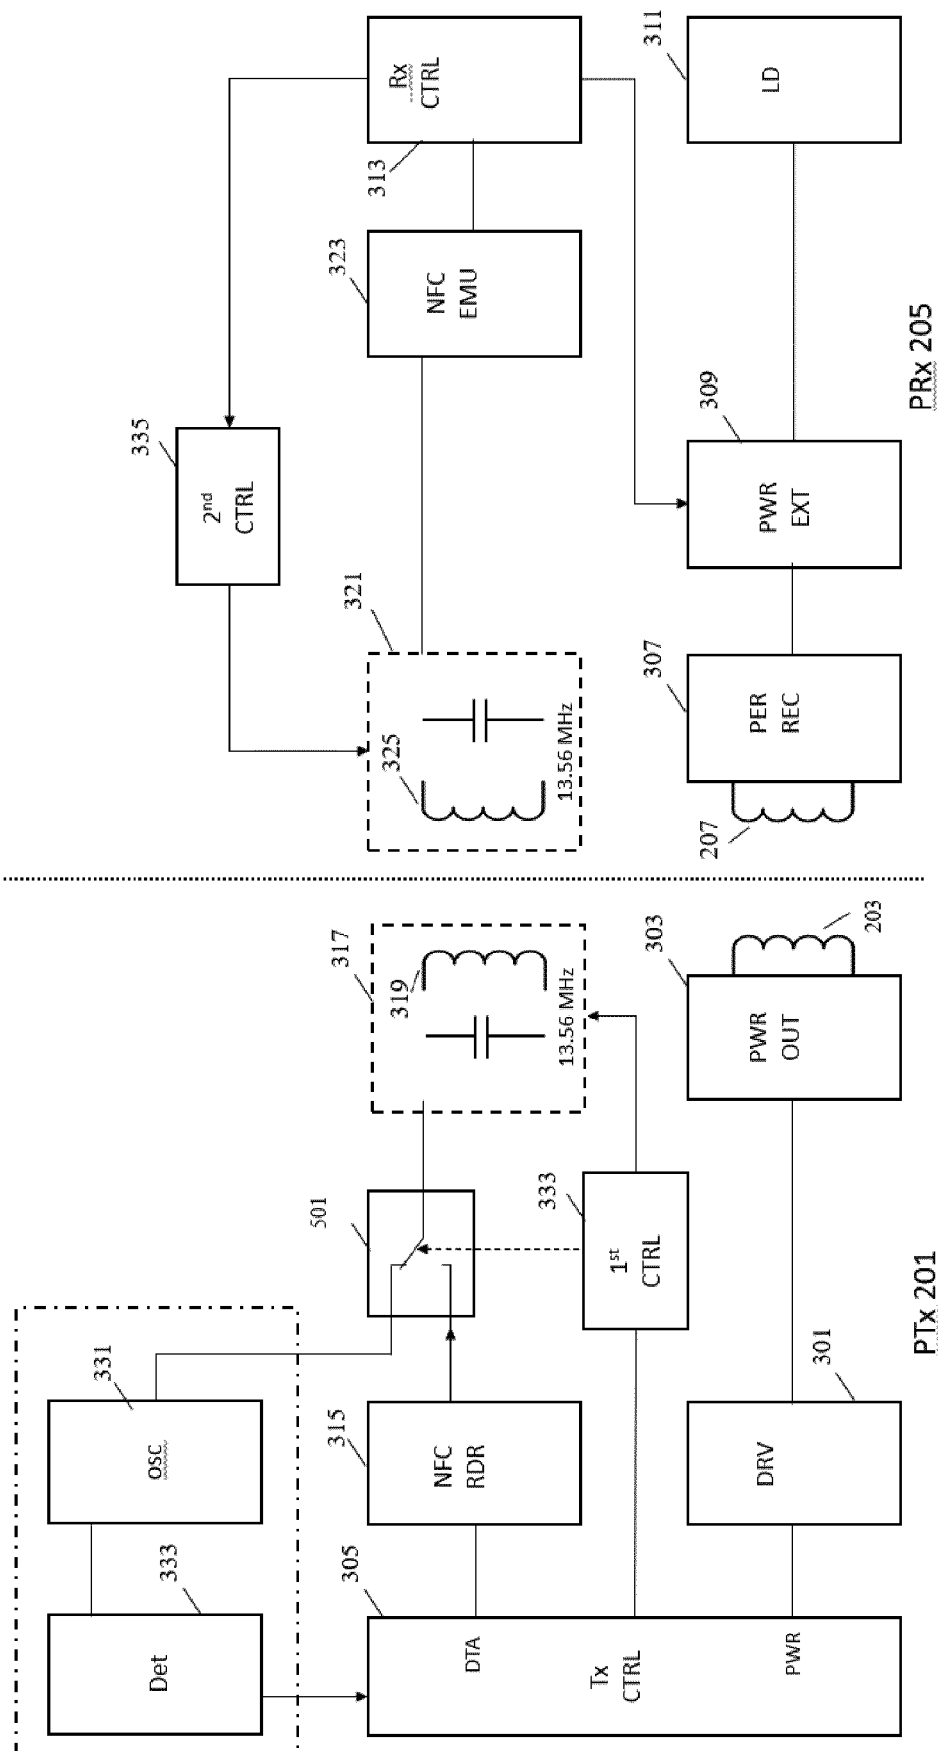 Det
333
OSC
331
Tx
CTRL
DTA
PWR
305
NFC
RDR
315
501
1st
CTRL
333
DRV
301
317
319
13.56 MHz
PWR
OUT
303
203
PTx 201
2nd
CTRL
335
321
325
13.56 MHz
NFC
EMU
323
Rx
CTRL
313
PER
REC
307
207
PWR
EXT
309
LD
311
PRx 205